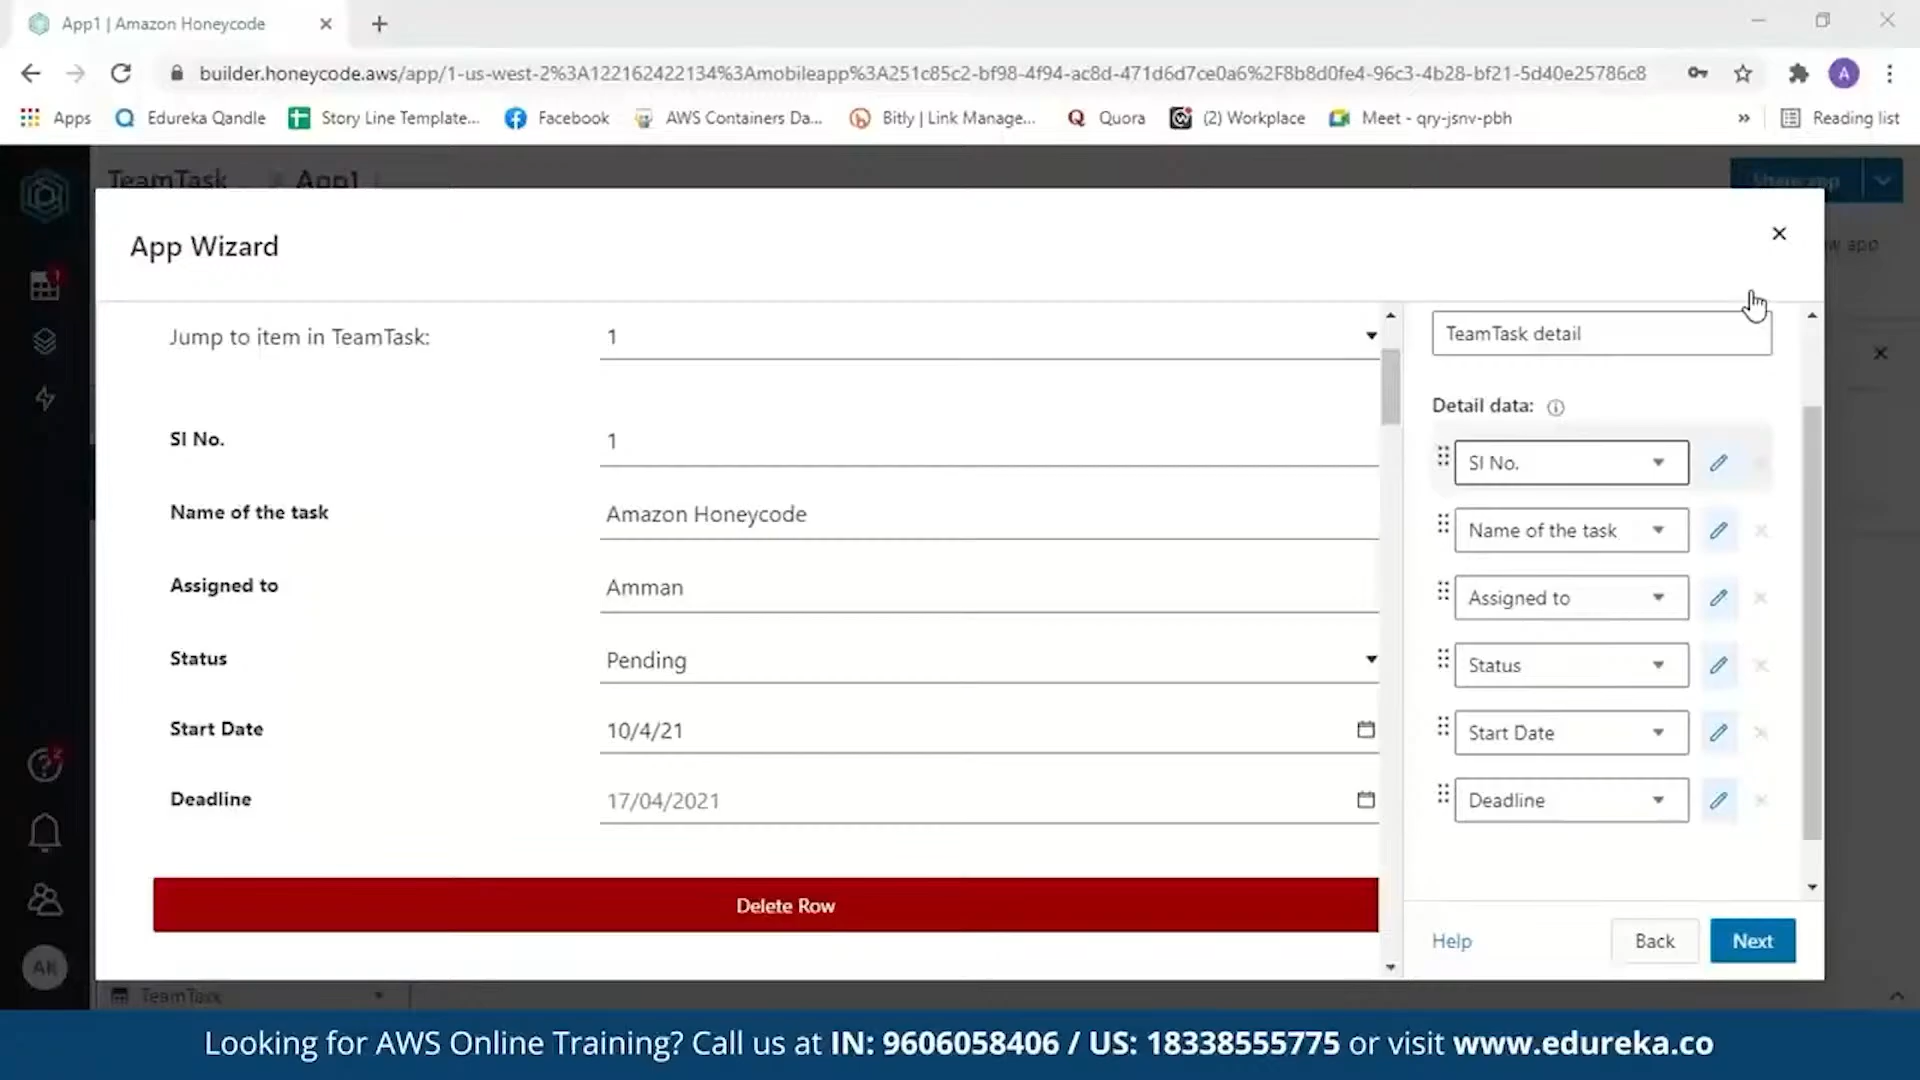 App1 | Amazon Honeycode
builder.honeycode.aws/app/1-us-west-2%3A122162422134%3Amobileapp%3A251c85c2-bf98-4f94-ac8d-471d6d7ce0a6%2F8b8d0fe4-96c3-4b28-bf21-5d40e25786c8
A
Apps
Edureka Qandle
Story Line Template...
Facebook
AWS Containers Da...
Bitly | Link Manage...
Quora
(2) Workplace
Meet - qry-jsnv-pbh
»
Reading list
TeamTask
App1
Share app
App Wizard
app
1
Jump to item in TeamTask:
1
TeamTask detail
Detail data:
SI No.
1
SI No.
Name of the task
Amazon Honeycode
Name of the task
Assigned to
Amman
Assigned to
Status
Pending
Status
Start Date
10/4/21
Start Date
Deadline
17/04/2021
Deadline
Delete Row
Help
Back
Next
AK
TeamTask
Looking for AWS Online Training? Call us at IN: 9606058406 / US: 18338555775 or visit www.edureka.co